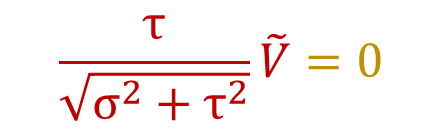 τ / √(σ² + τ²) Ṽ = 0